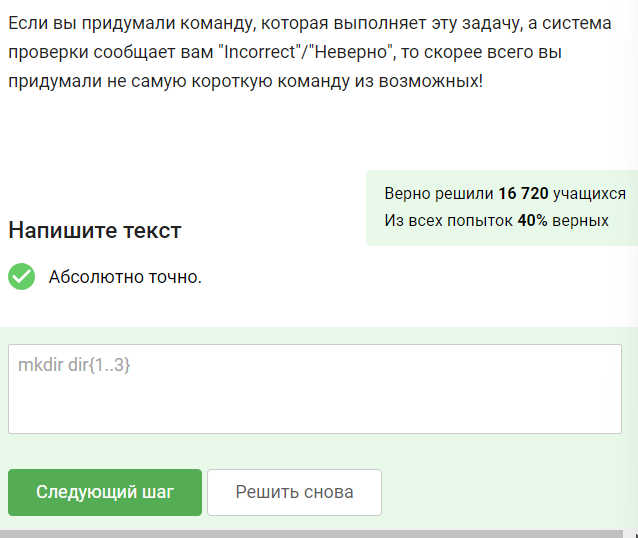 Если вы придумали команду, которая выполняет эту задачу, а система
проверки сообщает вам "Incorrect"/"Неверно", то скорее всего вы
придумали не самую короткую команду из возможных!
Верно решили 16 720 учащихся
Из всех попыток 40% верных
Напишите текст
Абсолютно точно.
mkdir dir{1..3}
Следующий шаг
Решить снова